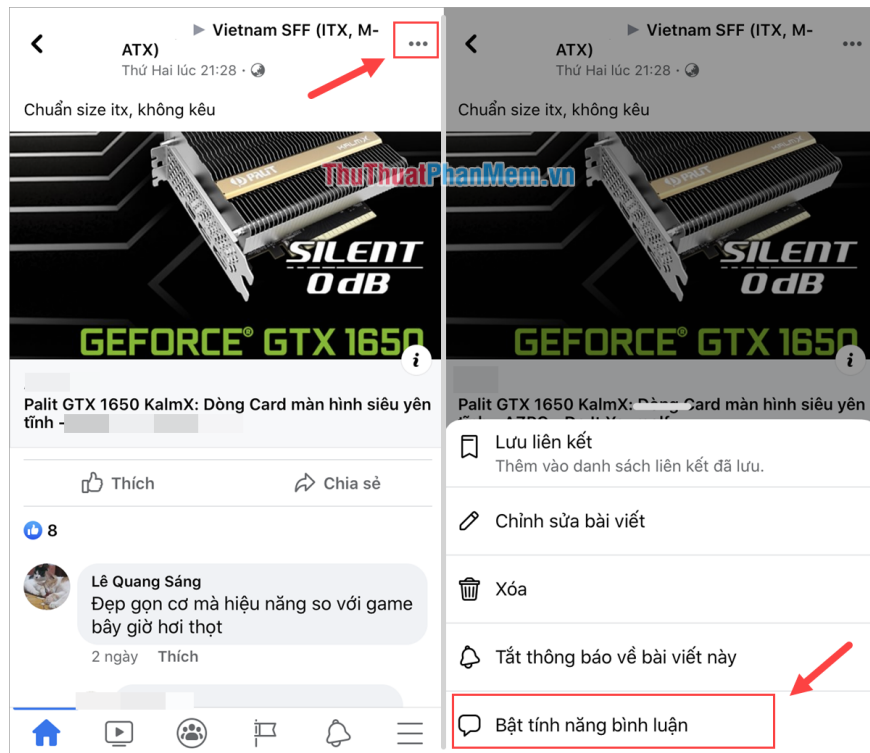 Vietnam SFF (ITX, M-
ATX)
Thứ Hai lúc 21:28 ·
Chuẩn size itx, không kêu
PALIT
KALMX
SILENT
0 dB
GEFORCE® GTX 1650
Palit GTX 1650 KalmX: Dòng Card màn hình siêu yên
tĩnh -
Thích
Chia sẻ
8
Lê Quang Sáng
Đẹp gọn cơ mà hiệu năng so với game
bây giờ hơi thọt
2 ngày Thích
ThuThuatPhanMem.vn
Vietnam SFF (ITX, M-
ATX)
Thứ Hai lúc 21:28 ·
Chuẩn size itx, không kêu
PALIT
KALMX
SILENT
0 dB
GEFORCE® GTX 1650
Palit GTX 1650 KalmX: Dòng Card màn hình siêu yên
Lưu liên kết
Thêm vào danh sách liên kết đã lưu.
Chỉnh sửa bài viết
Xóa
Tắt thông báo về bài viết này
Bật tính năng bình luận